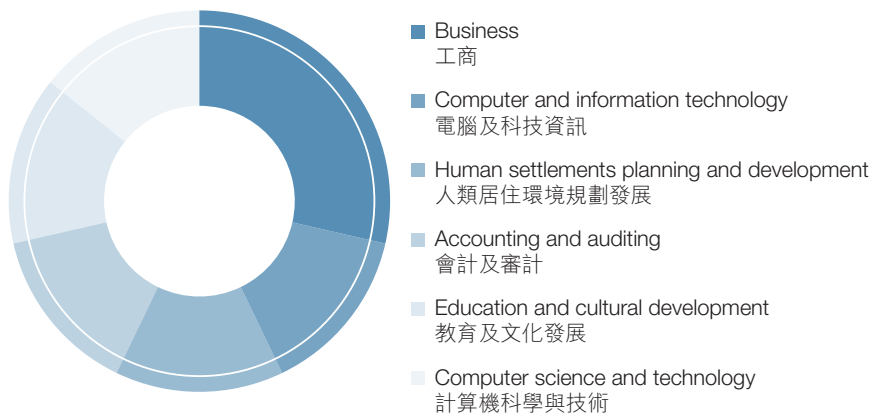 Business
工商
Computer and information technology
電腦及科技資訊
Human settlements planning and development
人類居住環境規劃發展
Accounting and auditing
會計及審計
Education and cultural development
教育及文化發展
Computer science and technology
計算機科學與技術